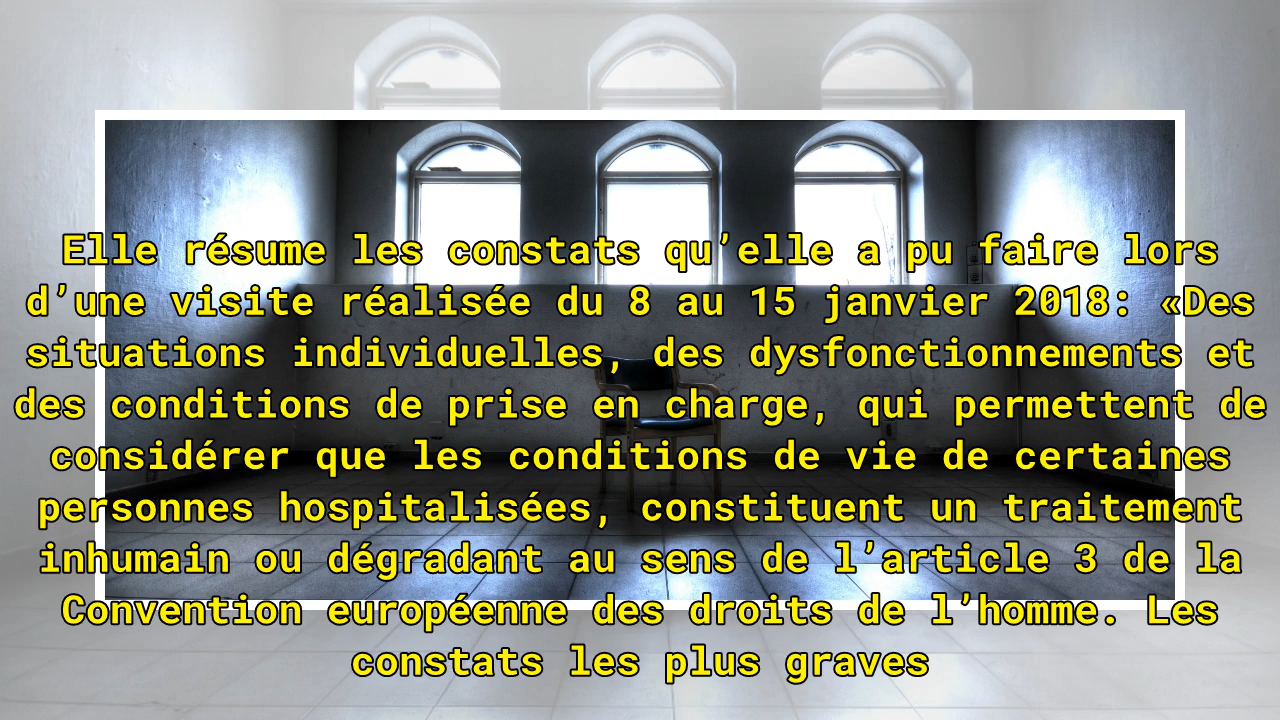 Elle résume les constats qu’elle a pu faire lors
d’une visite réalisée du 8 au 15 janvier 2018: «Des
situations individuelles, des dysfonctionnements et
des conditions de prise en charge, qui permettent de
considérer que les conditions de vie de certaines
personnes hospitalisées, constituent un traitement
inhumain ou dégradant au sens de l’article 3 de la
Convention européenne des droits de l’homme. Les
constats les plus graves